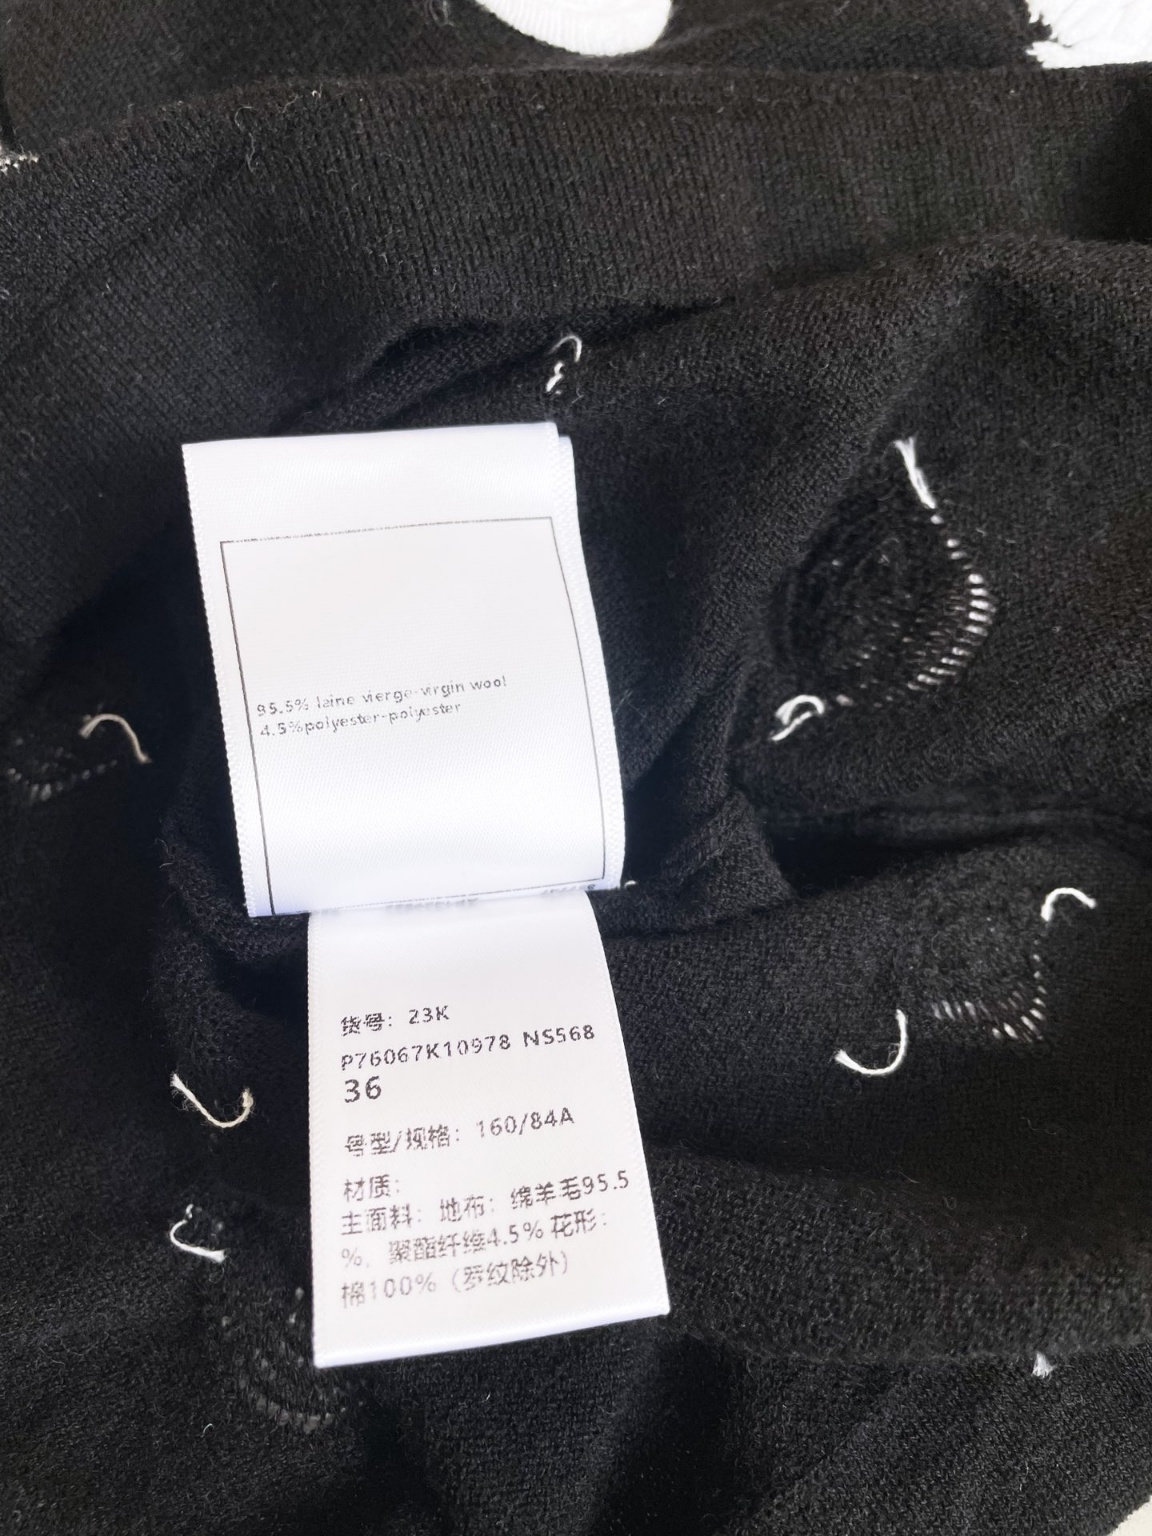 95.5% laine vierge-virgin wool
4.5%polyester-polyester
货号：23K
P76067K10978 NS568
36
号型/规格：160/84A
材质：
主面料：地布：绵羊毛95.5
%，聚酯纤维4.5% 花形：
棉100%（罗纹除外）